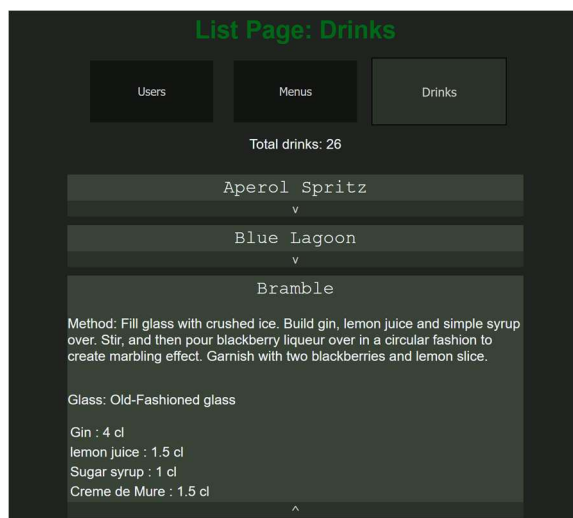 List Page: Drinks
Users
Menus
Drinks
Total drinks: 26
Aperol Spritz
v
Blue Lagoon
v
Bramble
Method: Fill glass with crushed ice. Build gin, lemon juice and simple syrup
over. Stir, and then pour blackberry liqueur over in a circular fashion to
create marbling effect. Garnish with two blackberries and lemon slice.
Glass: Old-Fashioned glass
Gin : 4 cl
lemon juice : 1.5 cl
Sugar syrup : 1 cl
Creme de Mure : 1.5 cl
^